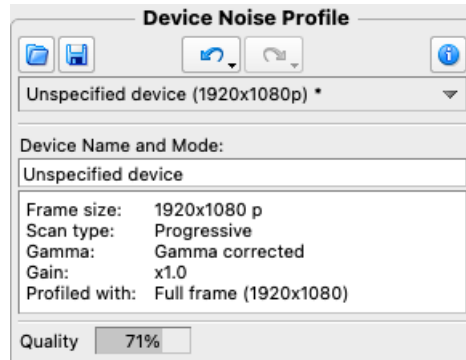 Device Noise Profile
Unspecified device (1920x1080p) *
Device Name and Mode:
Unspecified device
Frame size: 1920x1080 p
Scan type: Progressive
Gamma: Gamma corrected
Gain: x1.0
Profiled with: Full frame (1920x1080)
Quality 71%